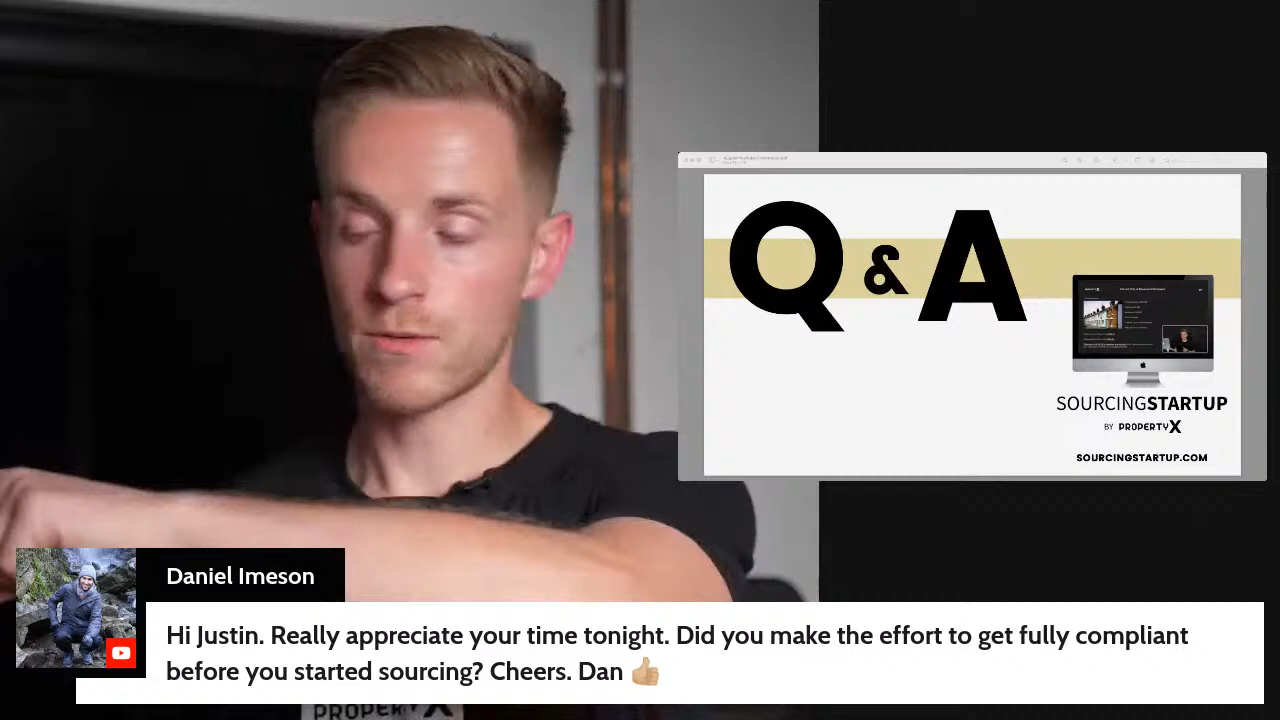 Q & A
SOURCINGSTARTUP
BY PROPERTYX
SOURCINGSTARTUP.COM
Daniel Imeson
Hi Justin. Really appreciate your time tonight. Did you make the effort to get fully compliant
before you started sourcing? Cheers. Dan 👍🏼
PROPERTYX